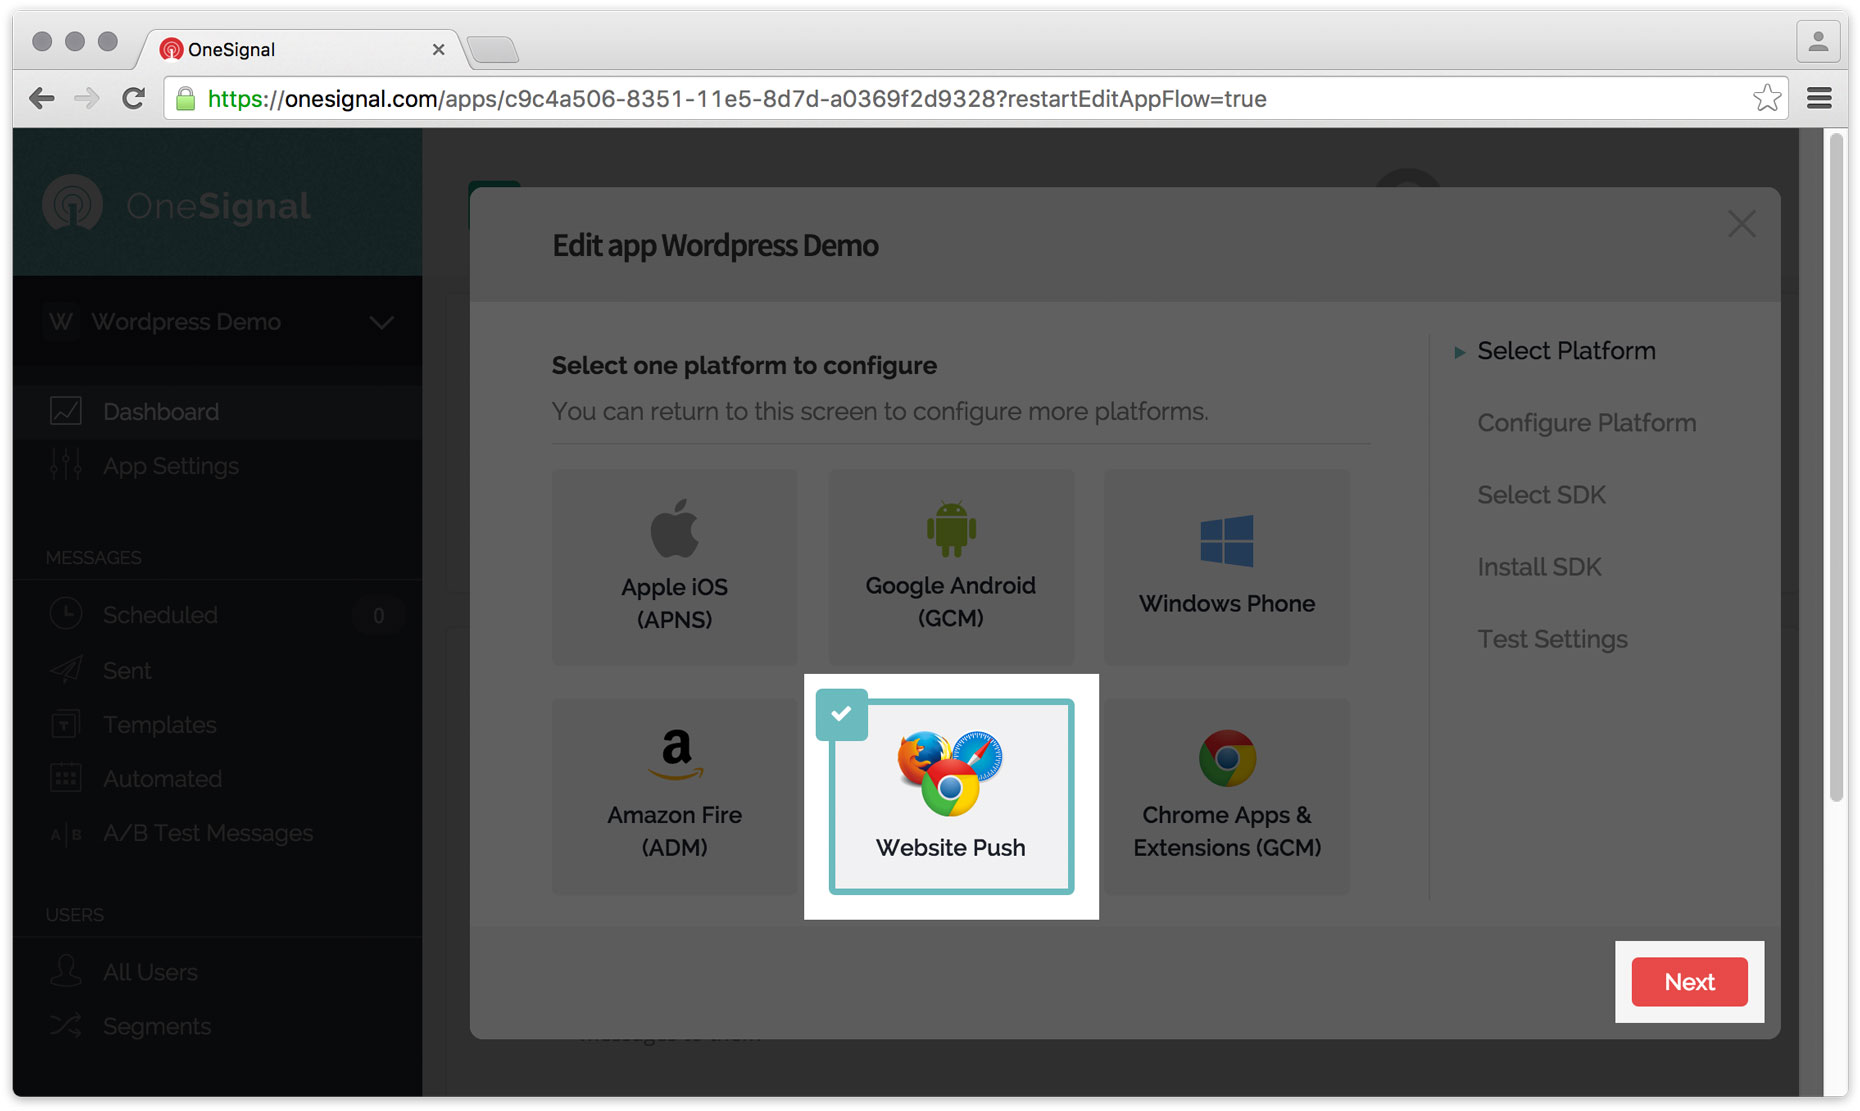 OneSignal
https://onesignal.com/apps/c9c4a506-8351-11e5-8d7d-a0369f2d9328?restartEditAppFlow=true
OneSignal
W Wordpress Demo
Dashboard
App Settings
MESSAGES
Scheduled 0
Sent
T Templates
Automated
A|B A/B Test Messages
USERS
All Users
Segments
Edit app Wordpress Demo
Select one platform to configure
You can return to this screen to configure more platforms.
Apple iOS
(APNS)
Google Android
(GCM)
Windows Phone
a
Amazon Fire
(ADM)
Website Push
Chrome Apps &
Extensions (GCM)
Select Platform
Configure Platform
Select SDK
Install SDK
Test Settings
Next
messages to them